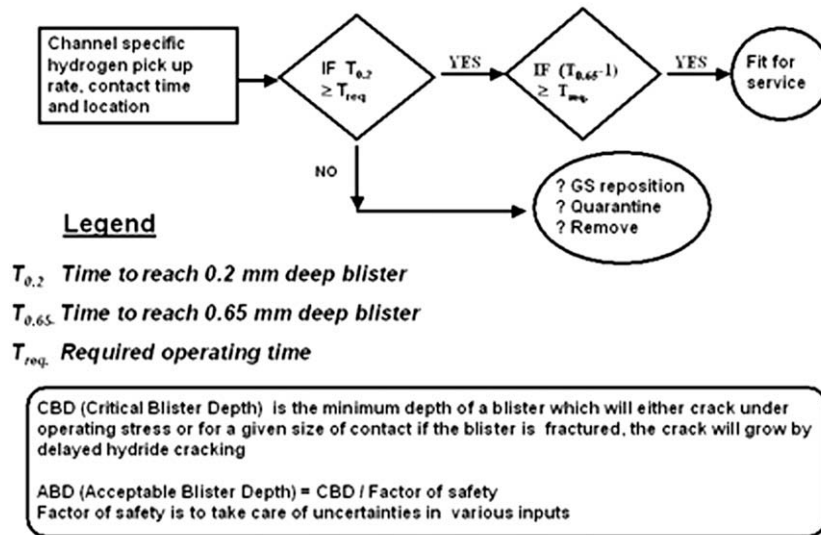 Channel specific
hydrogen pick up
rate, contact time
and location
IF T0.2
≥ Treq
YES
IF (T0.65-1)
≥ Treq.
YES
Fit for
service
NO
? GS reposition
? Quarantine
? Remove
Legend
T0.2 Time to reach 0.2 mm deep blister
T0.65. Time to reach 0.65 mm deep blister
Treq. Required operating time
CBD (Critical Blister Depth) is the minimum depth of a blister which will either crack under
operating stress or for a given size of contact if the blister is fractured, the crack will grow by
delayed hydride cracking
ABD (Acceptable Blister Depth) = CBD / Factor of safety
Factor of safety is to take care of uncertainties in various inputs